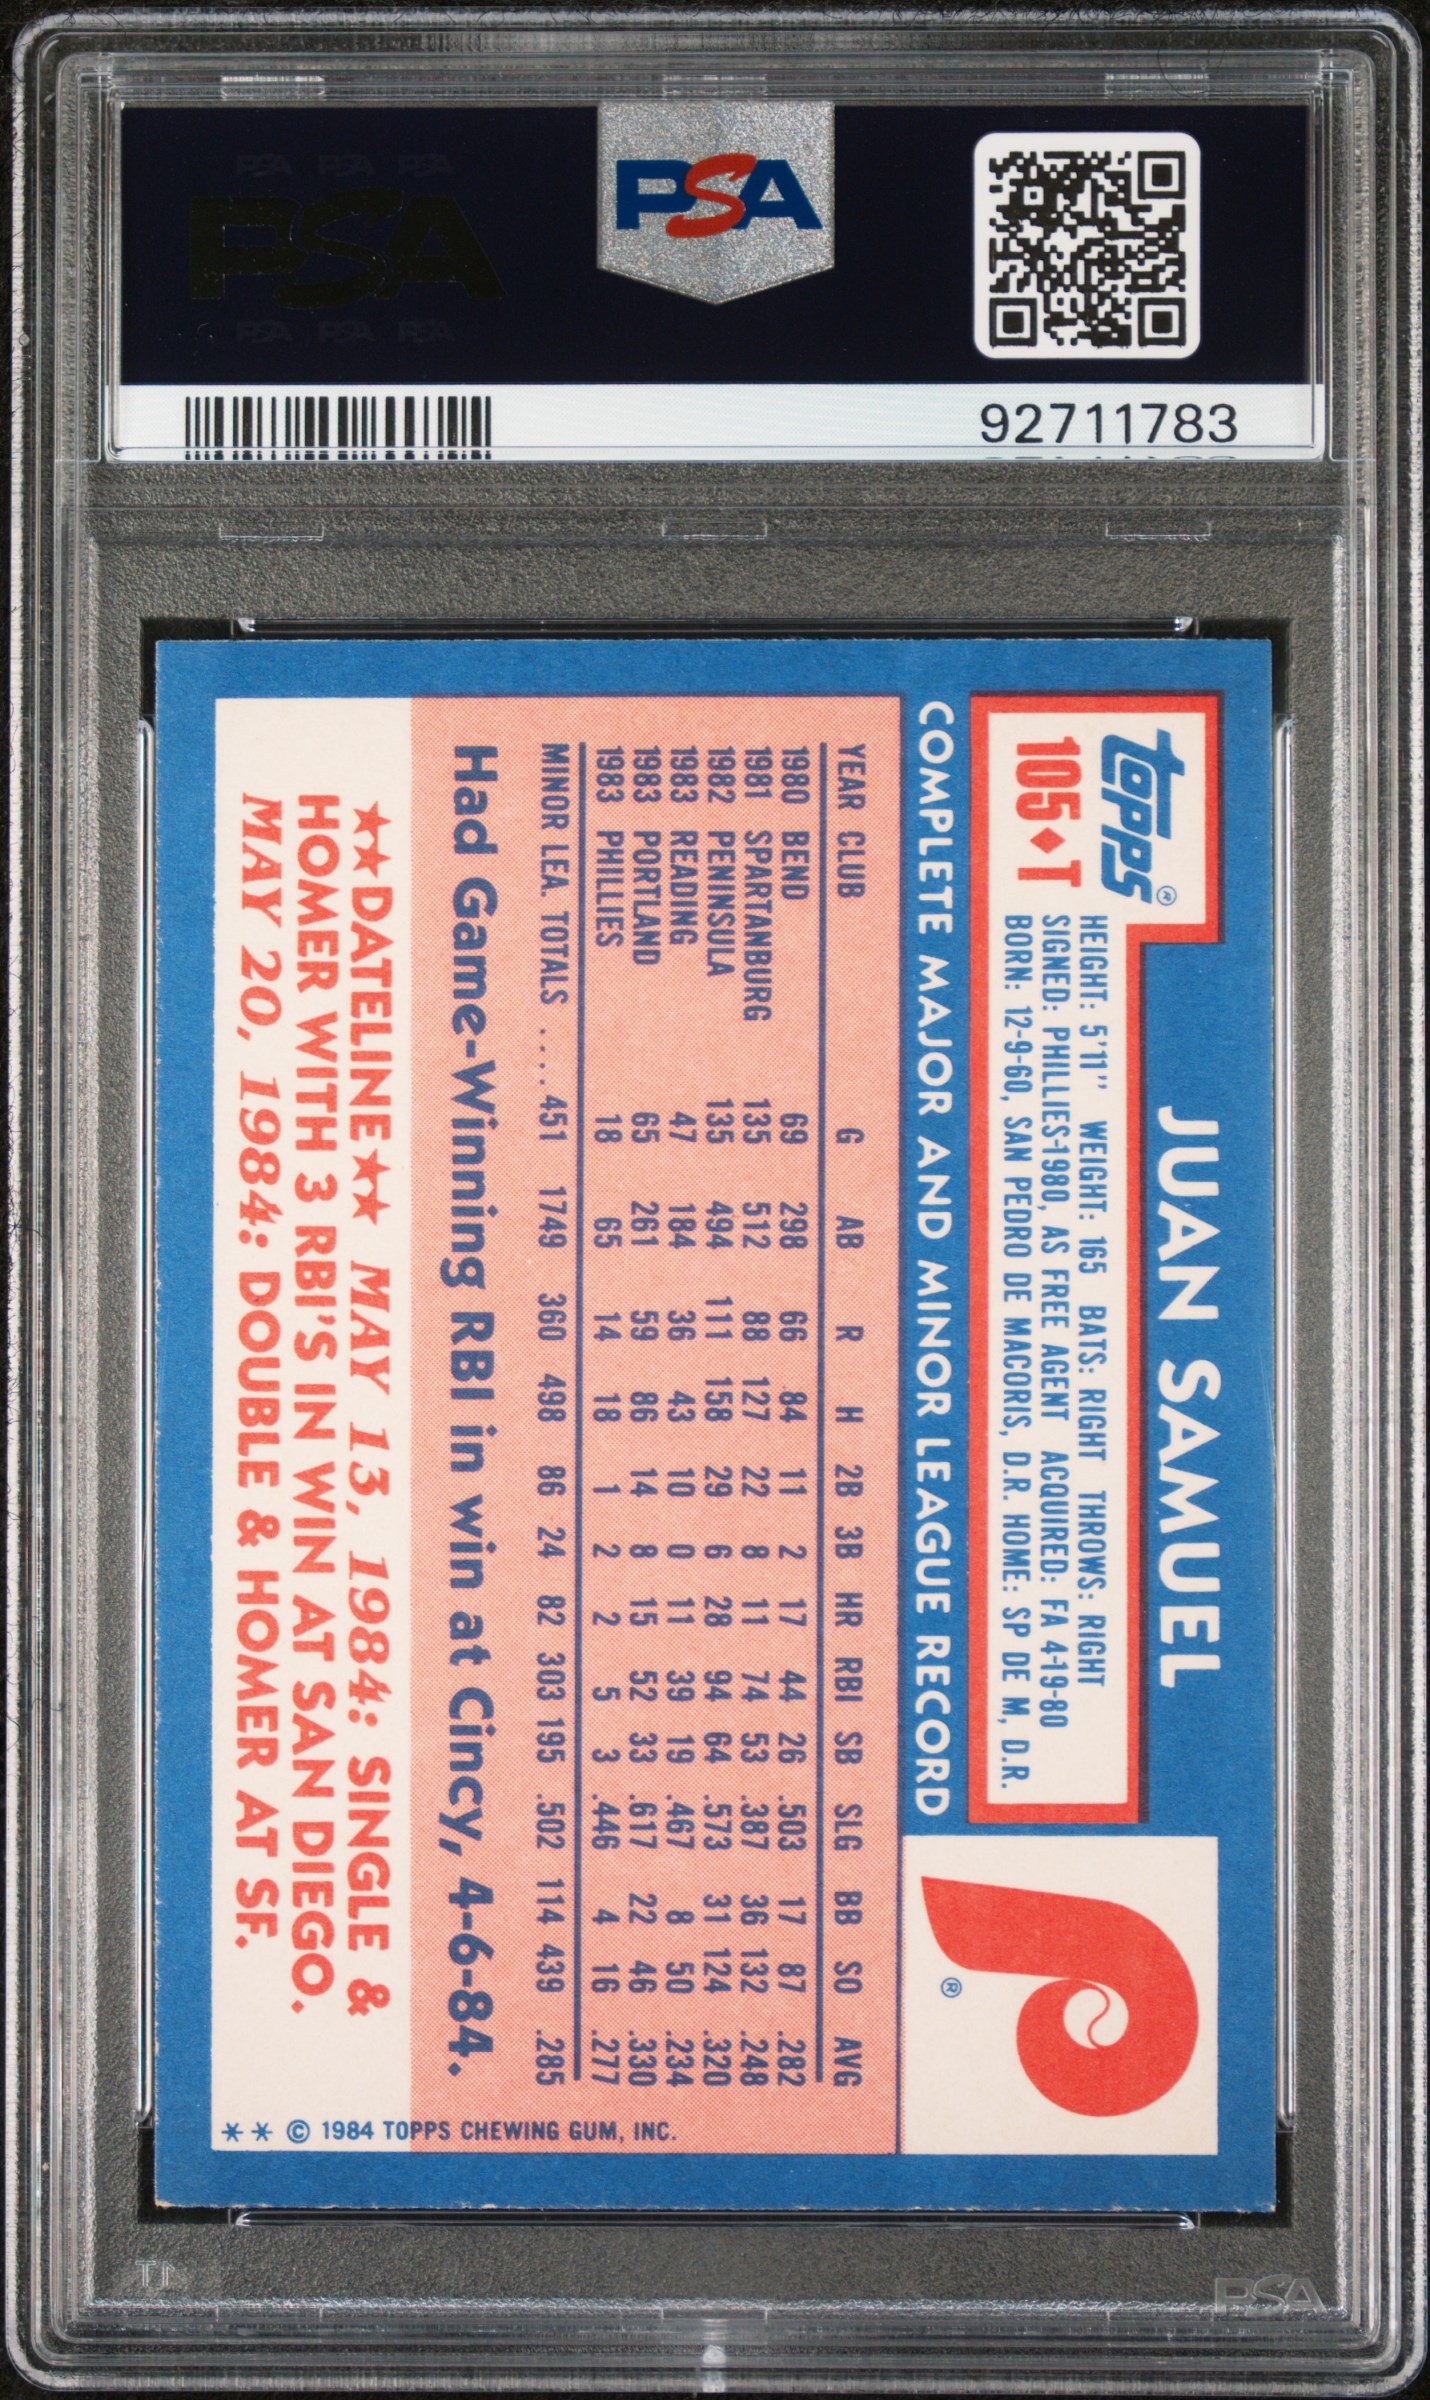 PSA PSA PSA
PSA
PSA PSA PSA
PSA
92711783
Topps®
105♦T
JUAN SAMUEL
HEIGHT: 5'11" WEIGHT: 165 BATS: RIGHT THROWS: RIGHT
SIGNED: PHILLIES-1980, AS FREE AGENT ACQUIRED: FA 4-19-80
BORN: 12-9-60, SAN PEDRO DE MACORIS, D.R. HOME: SP DE M, D.R.
P®
COMPLETE MAJOR AND MINOR LEAGUE RECORD
YEAR CLUB G AB R H 2B 3B HR RBI SB SLG BB SO AVG
1980 BEND 69 298 66 84 11 2 17 44 26 .503 17 87 .282
1981 SPARTANBURG 135 512 88 127 22 8 11 74 53 .387 36 132 .248
1982 PENINSULA 135 494 111 158 29 6 28 94 64 .573 31 124 .320
1983 READING 47 184 36 43 10 0 11 39 19 .467 8 50 .234
1983 PORTLAND 65 261 59 86 14 8 15 52 33 .617 22 46 .330
1983 PHILLIES 18 65 14 18 1 2 2 5 3 .446 4 16 .277
MINOR LEA. TOTALS .... 451 1749 360 498 86 24 82 303 195 .502 114 439 .285
Had Game-Winning RBI in win at Cincy, 4-6-84.
★★DATELINE★★ MAY 13, 1984: SINGLE &
HOMER WITH 3 RBI'S IN WIN AT SAN DIEGO.
MAY 20, 1984: DOUBLE & HOMER AT SF.
** © 1984 TOPPS CHEWING GUM, INC.
PSA